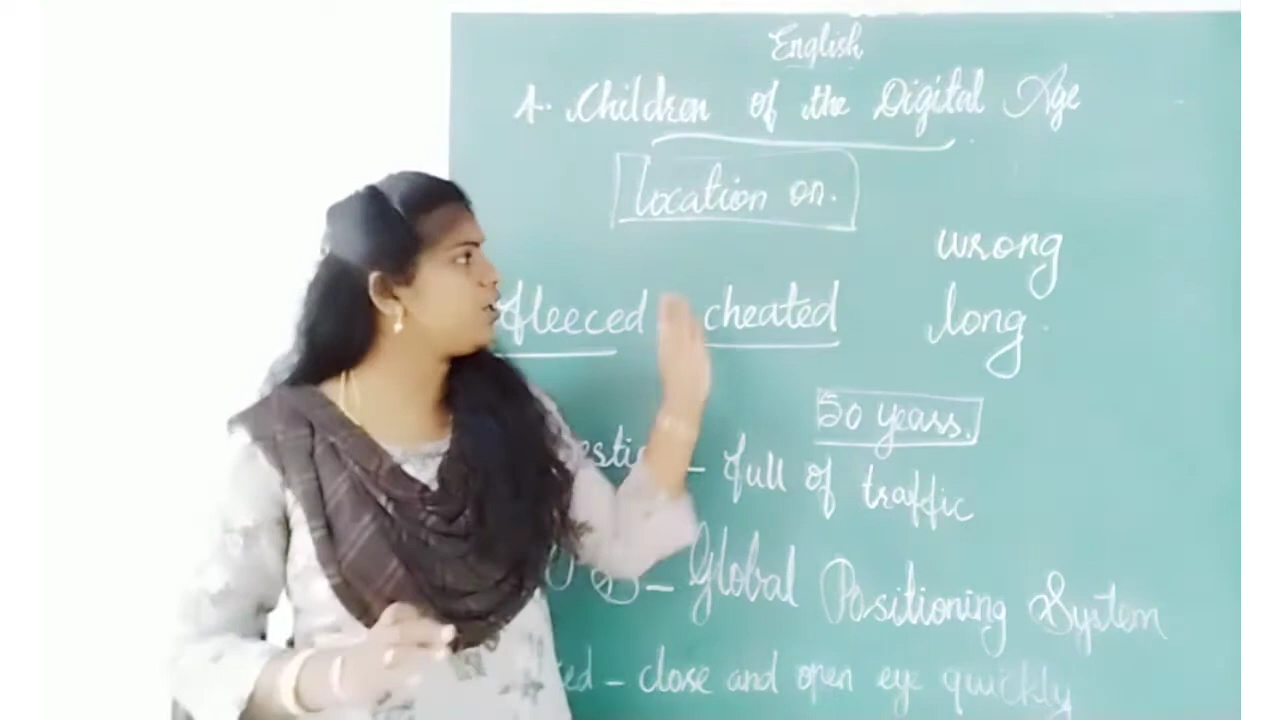 English
1. Children of the Digital Age
location on.
wrong
fleeced cheated
long.
50 years.
– full of traffic
– Global Positioning System
– close and open eye quickly